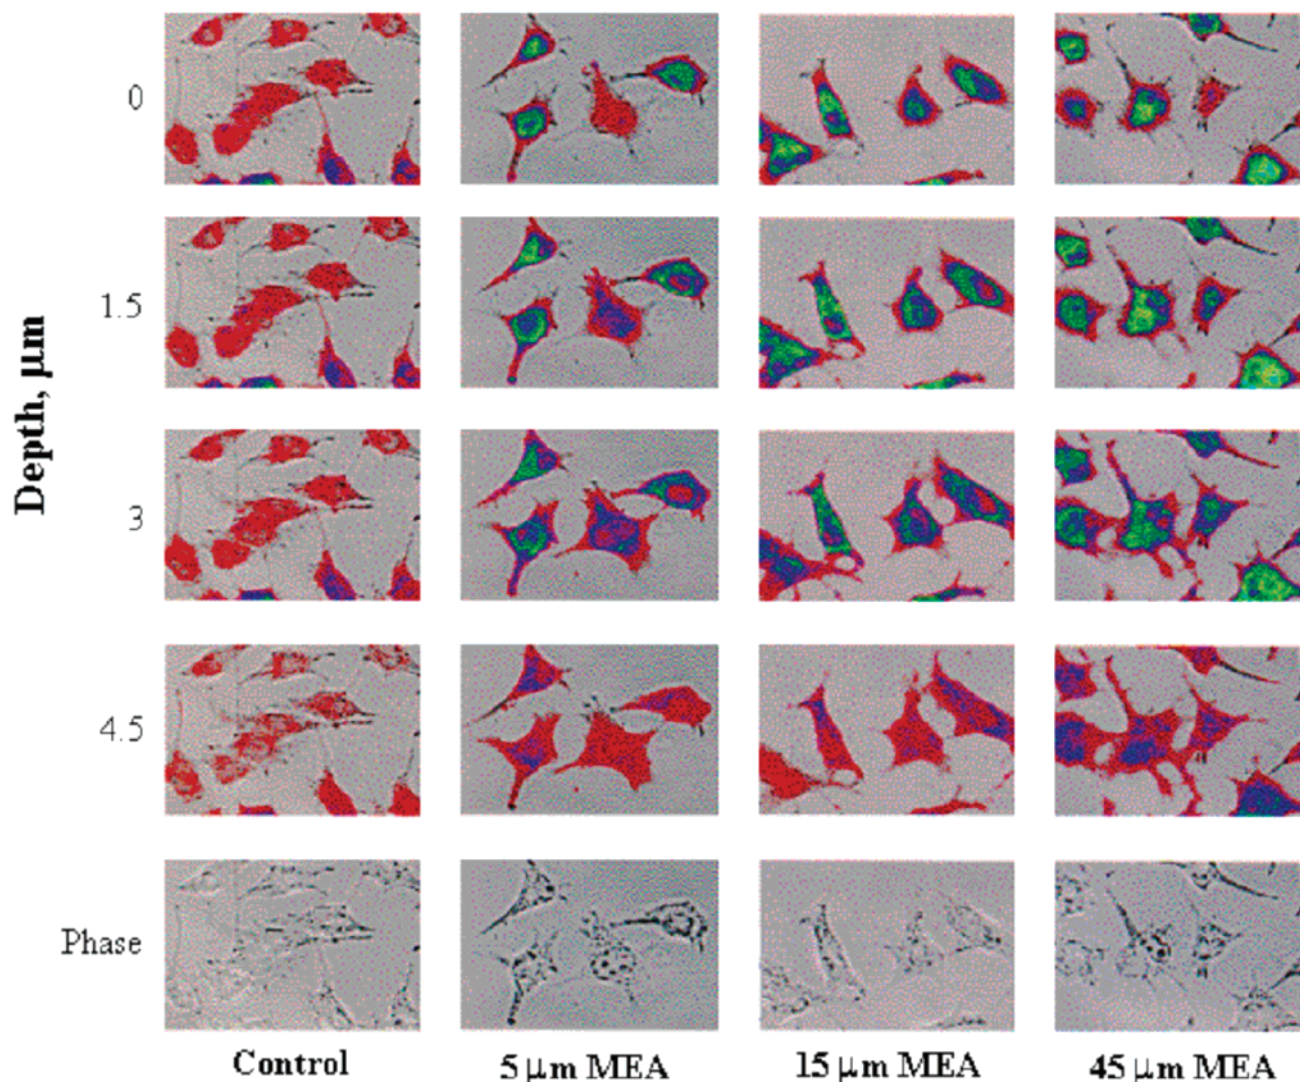 Depth, μm
0
1.5
3
4.5
Phase
Control
5 μm MEA
15 μm MEA
45 μm MEA